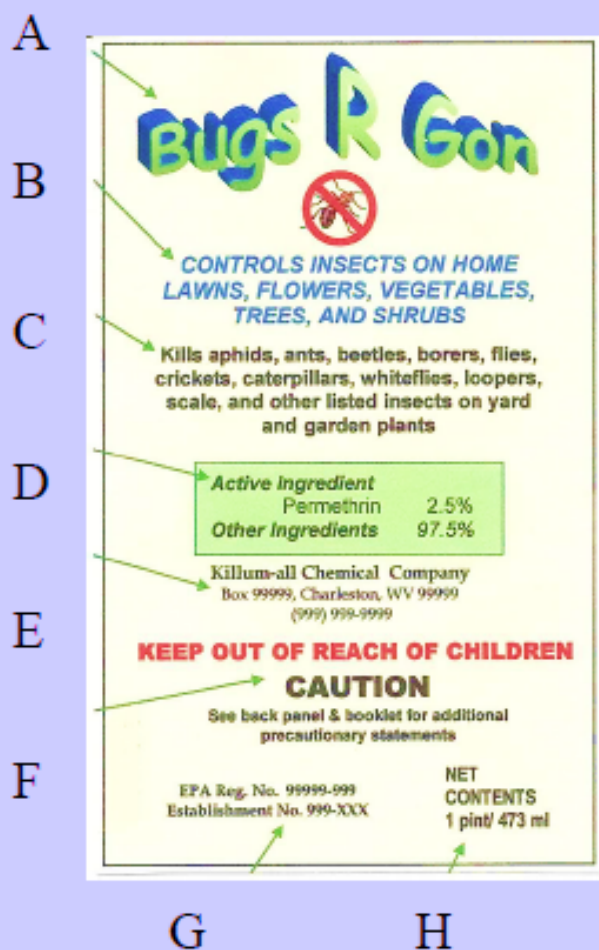 A
Bugs R Gon
B
CONTROLS INSECTS ON HOME
LAWNS, FLOWERS, VEGETABLES,
TREES, AND SHRUBS
C
Kills aphids, ants, beetles, borers, flies,
crickets, caterpillars, whiteflies, loopers,
scale, and other listed insects on yard
and garden plants
D
Active Ingredient
Permethrin 2.5%
Other Ingredients 97.5%
Killum-all Chemical Company
Box 99999, Charleston, WV 99999
(999) 999-9999
E
KEEP OUT OF REACH OF CHILDREN
CAUTION
See back panel & booklet for additional
precautionary statements
F
EPA Reg. No. 99999-999
Establishment No. 999-XXX
NET
CONTENTS
1 pint/ 473 ml
G H